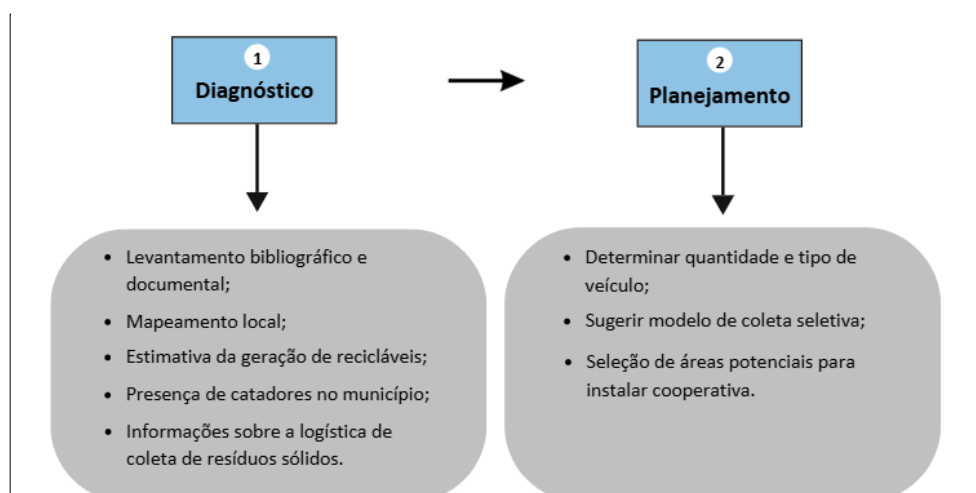 1
Diagnóstico
2
Planejamento
• Levantamento bibliográfico e
documental;
• Mapeamento local;
• Estimativa da geração de recicláveis;
• Presença de catadores no município;
• Informações sobre a logística de
coleta de resíduos sólidos.
• Determinar quantidade e tipo de
veículo;
• Sugerir modelo de coleta seletiva;
• Seleção de áreas potenciais para
instalar cooperativa.